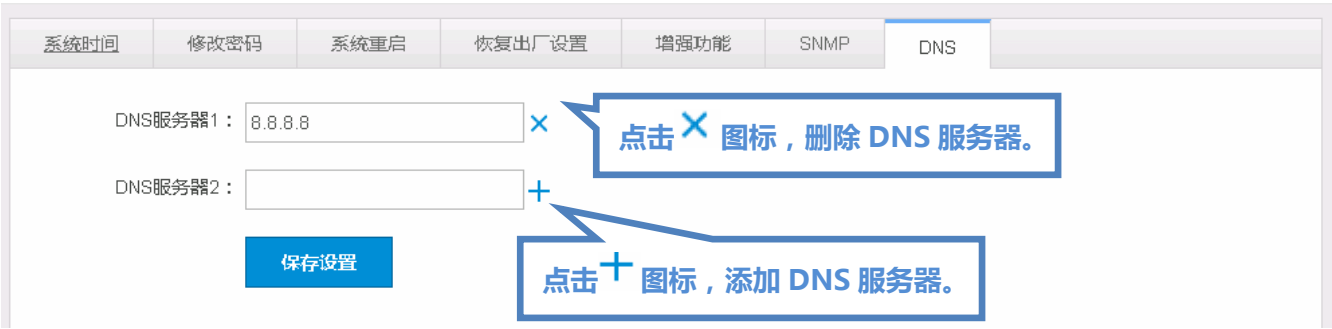 系统时间 修改密码 系统重启 恢复出厂设置 增强功能 SNMP DNS
DNS服务器1： 8.8.8.8
点击 图标，删除 DNS 服务器。
DNS服务器2：
保存设置
点击 图标，添加 DNS 服务器。